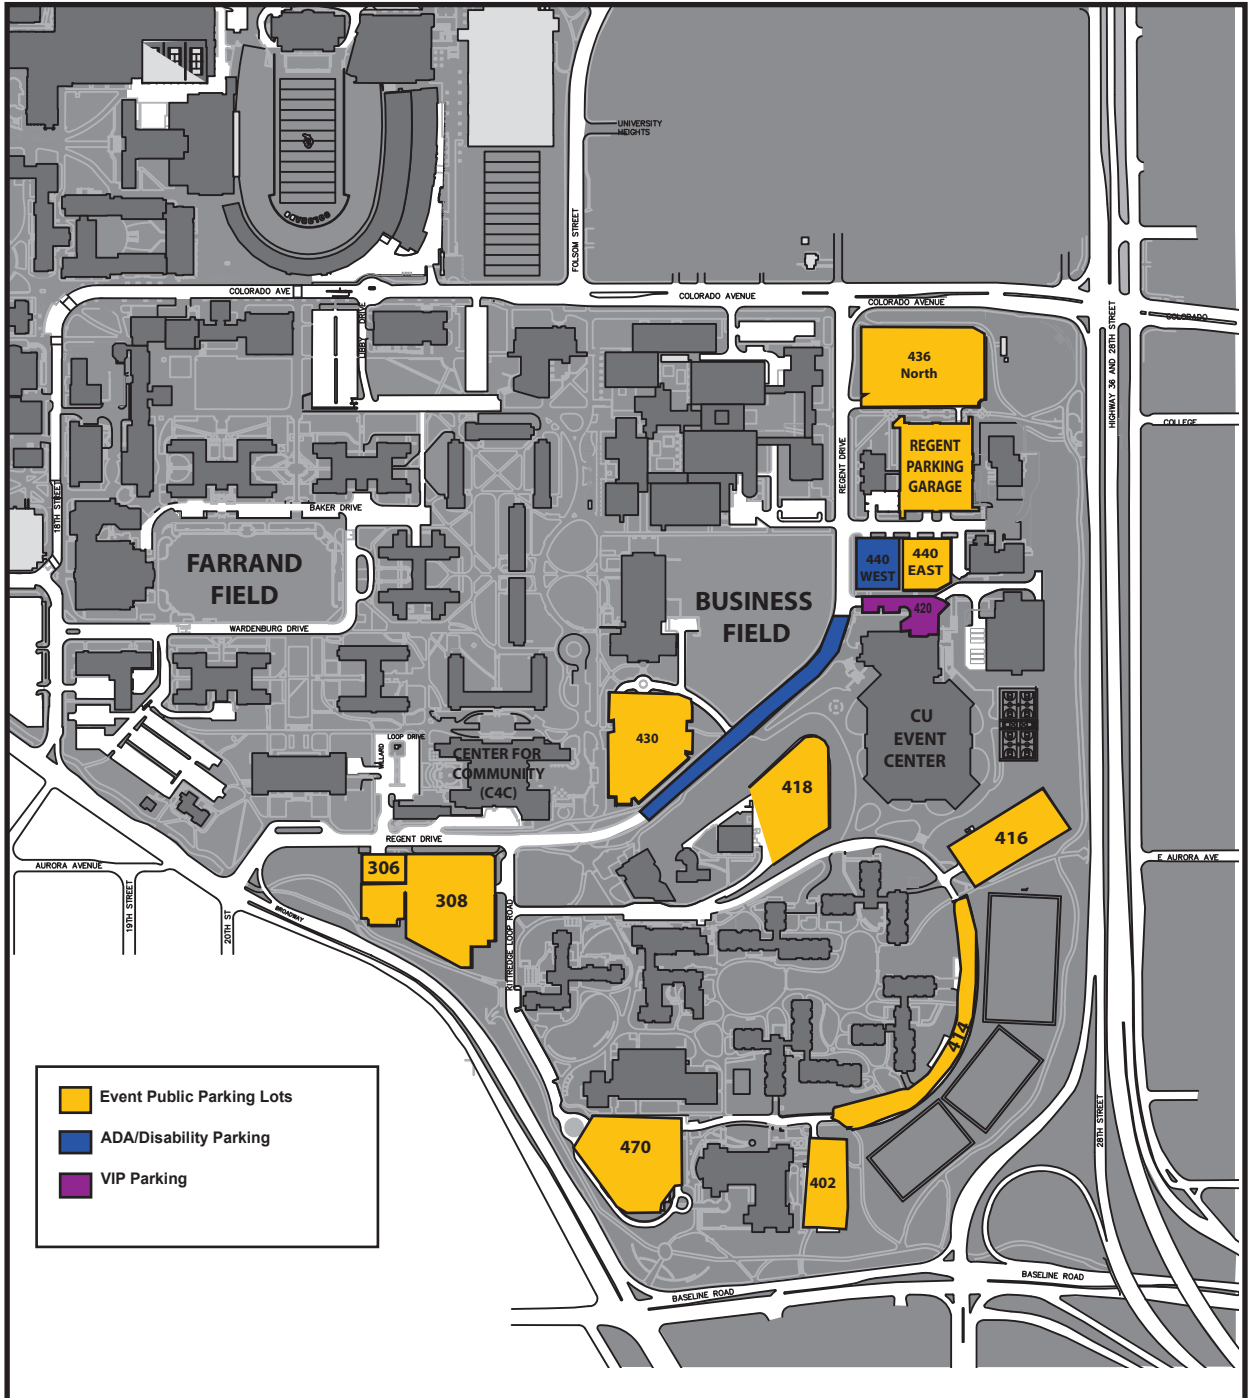 UNIVERSITY
HEIGHTS
FOLSOM STREET
COLORADO
COLORADO AVE
COLORADO AVENUE
COLORADO AVENUE
COLORADO
LIBBY DRIVE
HIGHWAY 36 AND 28TH STREET
436
North
COLLEGE
REGENT DRIVE
REGENT
PARKING
GARAGE
18TH STREET
BAKER DRIVE
FARRAND
FIELD
440
WEST
440
EAST
420
BUSINESS
FIELD
WARDENBURG DRIVE
CU
EVENT
CENTER
430
WILLARD
LOOP DRIVE
CENTER FOR
COMMUNITY
(C4C)
418
416
REGENT DRIVE
AURORA AVENUE
E AURORA AVE
306
308
19TH STREET
20TH ST
BROADWAY
KITTREDGE LOOP ROAD
414
28TH STREET
Event Public Parking Lots
ADA/Disability Parking
VIP Parking
470
402
BASELINE ROAD
BASELINE ROAD